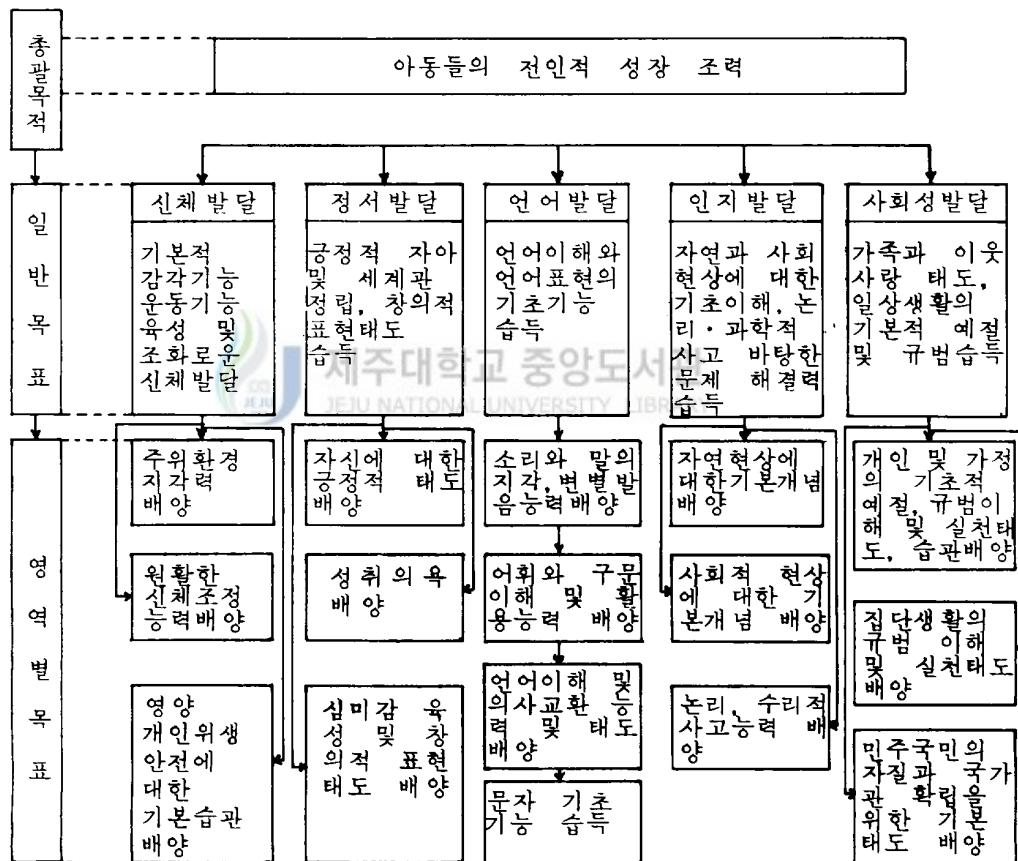 총괄목적
아동들의 전인적 성장 조력
일반목표
신체발달
기본적
감각기능
운동기능
육성 및
조화로운
신체발달
정서발달
긍정적 자아
및 세계관
정립, 창의적
표현태도
습득
언어발달
언어이해와
언어표현의
기초기능
습득
인지발달
자연과 사회
현상에 대한
기초이해, 논
리·과학적
사고 바탕한
문제 해결력
습득
사회성발달
가족과 이웃
사랑 태도,
일상생활의
기본적 예절
및 규범습득
제주대학교 중앙도서관
JEJU NATIONAL UNIVERSITY LIBRARY
JEJU
영역별목표
주위환경
지각력
배양
원활한
신체조정
능력배양
영양
개인위생
안전에
대한
기본습관
배양
자신에 대한
긍정적 태도
배양
성취의욕
배양
심미감 육
성 및 창
의적 표현
태도 배양
소리와 말의
지각, 변별발
음능력배양
어휘와 구문
이해 및 활
용능력 배양
언어이해 및
의사교환 능
력 및 태도
배양
문자 기초
기능 습득
자연현상에
대한기본개념
배양
사회적 현상
에 대한 기
본개념 배양
논리, 수리적
사고능력 배
양
개인 및 가정
의 기초적
예절, 규범이
해 및 실천태
도, 습관배양
집단생활의
규범 이해
및 실천태도
배양
민주국민의
자질과 국가
관 확립을
위한 기본
태도 배양